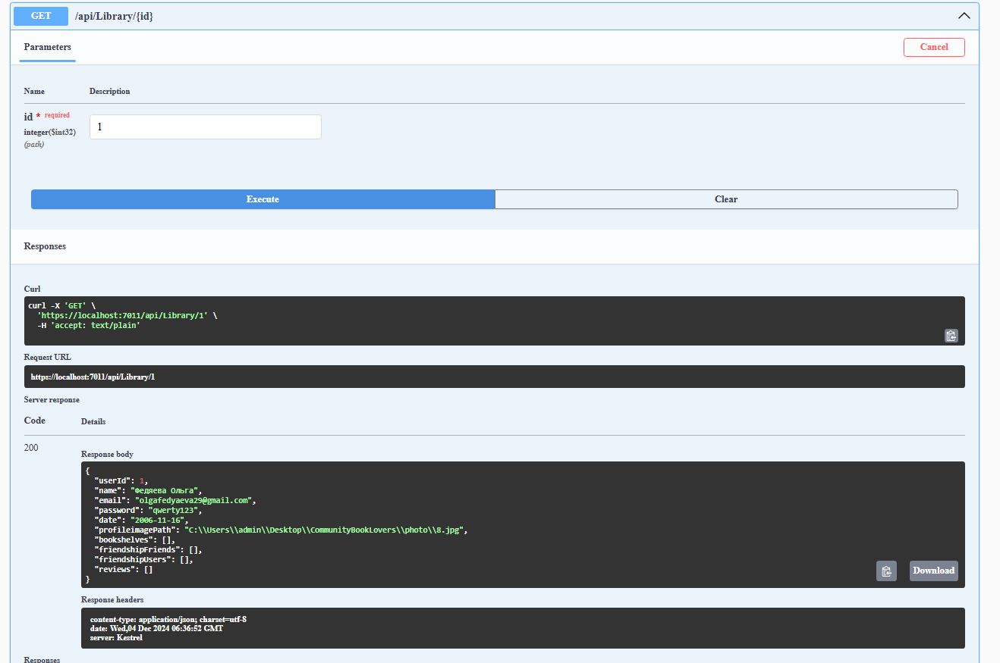 GET /api/Library/{id}
Parameters
Cancel
Name Description
id * required
integer($int32)
(path)
1
Execute Clear
Responses
Curl
curl -X 'GET' \
'https://localhost:7011/api/Library/1' \
-H 'accept: text/plain'
Request URL
https://localhost:7011/api/Library/1
Server response
Code Details
200
Response body
{
"userId": 1,
"name": "Федяева Ольга",
"email": "olgafedyaeva29@gmail.com",
"password": "qwerty123",
"date": "2006-11-16",
"profileimagePath": "C:\\Users\\admin\\Desktop\\CommunityBookLovers\\photo\\8.jpg",
"bookshelves": [],
"friendshipFriends": [],
"friendshipUsers": [],
"reviews": []
}
Download
Response headers
content-type: application/json; charset=utf-8
date: Wed,04 Dec 2024 06:36:52 GMT
server: Kestrel
Responses